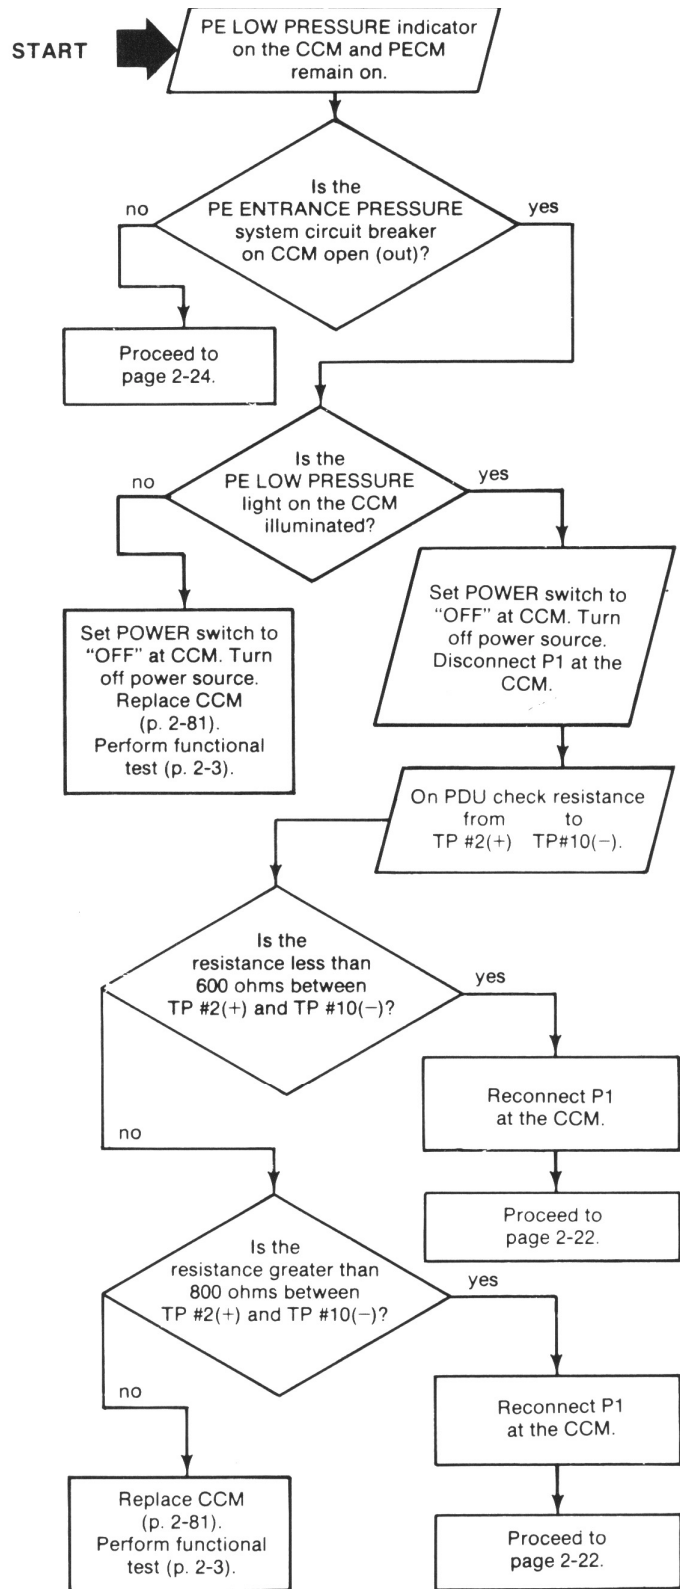 START
PE LOW PRESSURE indicator
on the CCM and PECM
remain on.
Is the
PE ENTRANCE PRESSURE
system circuit breaker
on CCM open (out)?
no
yes
Proceed to
page 2-24.
Is the
PE LOW PRESSURE
light on the CCM
illuminated?
no
yes
Set POWER switch to
“OFF” at CCM. Turn
off power source.
Replace CCM
(p. 2-81).
Perform functional
test (p. 2-3).
Set POWER switch to
“OFF” at CCM. Turn
off power source.
Disconnect P1 at the
CCM.
On PDU check resistance
from to
TP #2(+) TP#10(−).
Is the
resistance less than
600 ohms between
TP #2(+) and TP #10(−)?
yes
Reconnect P1
at the CCM.
no
Proceed to
page 2-22.
Is the
resistance greater than
800 ohms between
TP #2(+) and TP #10(−)?
yes
no
Reconnect P1
at the CCM.
Replace CCM
(p. 2-81).
Perform functional
test (p. 2-3).
Proceed to
page 2-22.